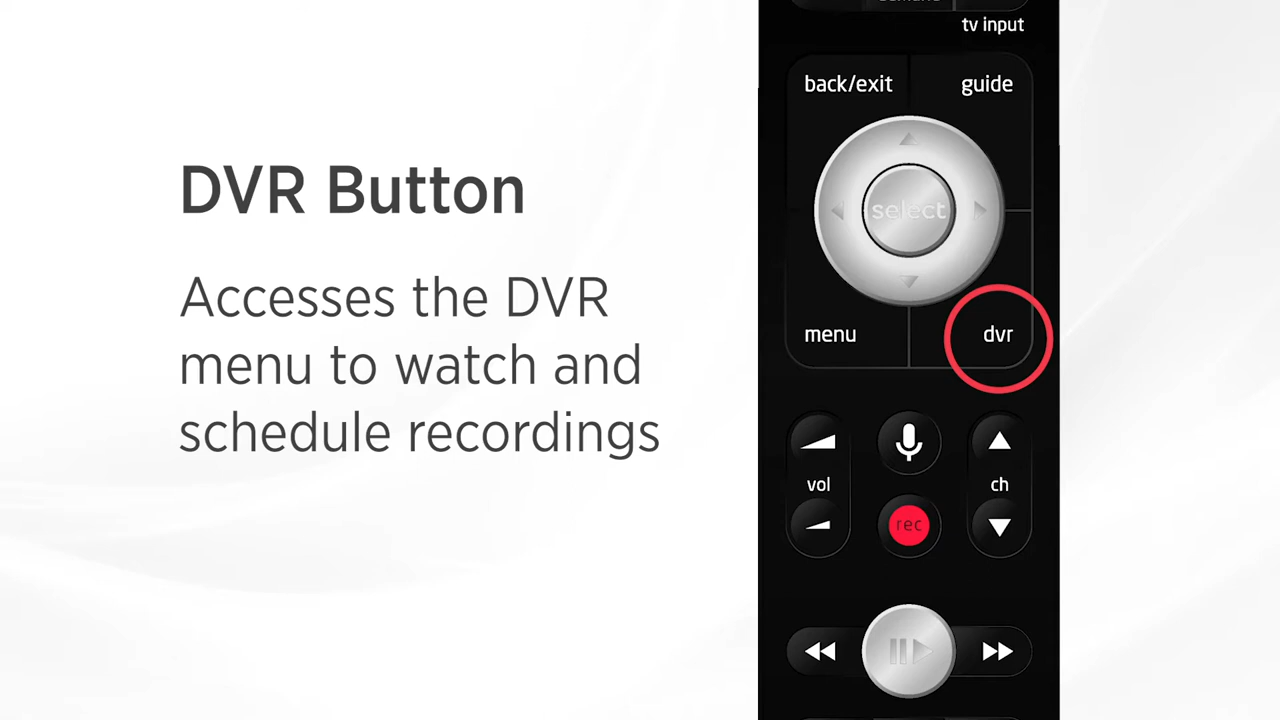 tv input
back/exit
guide
DVR Button
select
Accesses the DVR
menu to watch and
schedule recordings
menu
dvr
vol
ch
rec